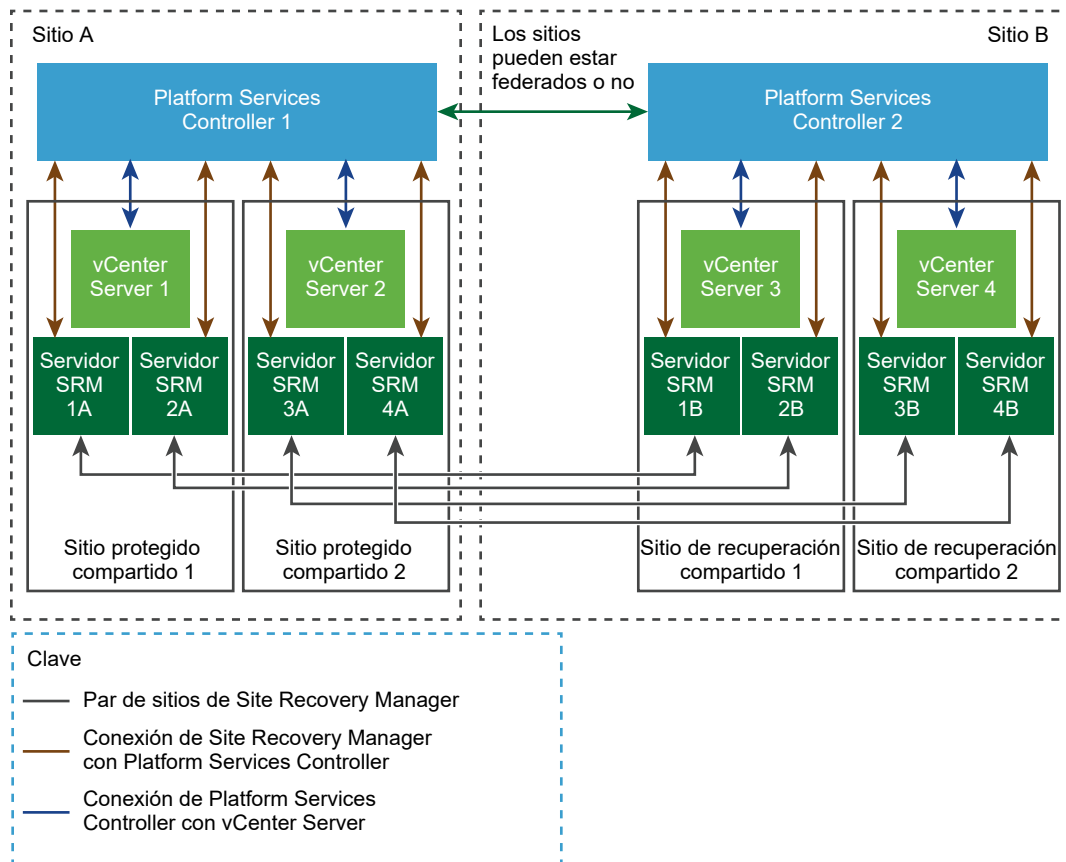 Sitio A
Los sitios
pueden estar
federados o no
Sitio B
Platform Services
Controller 1
Platform Services
Controller 2
vCenter
Server 1
vCenter
Server 2
vCenter
Server 3
vCenter
Server 4
Servidor
SRM
1A
Servidor
SRM
2A
Servidor
SRM
3A
Servidor
SRM
4A
Servidor
SRM
1B
Servidor
SRM
2B
Servidor
SRM
3B
Servidor
SRM
4B
Sitio protegido
compartido 1
Sitio protegido
compartido 2
Sitio de recuperación
compartido 1
Sitio de recuperación
compartido 2
Clave
Par de sitios de Site Recovery Manager
Conexión de Site Recovery Manager
con Platform Services Controller
Conexión de Platform Services
Controller con vCenter Server